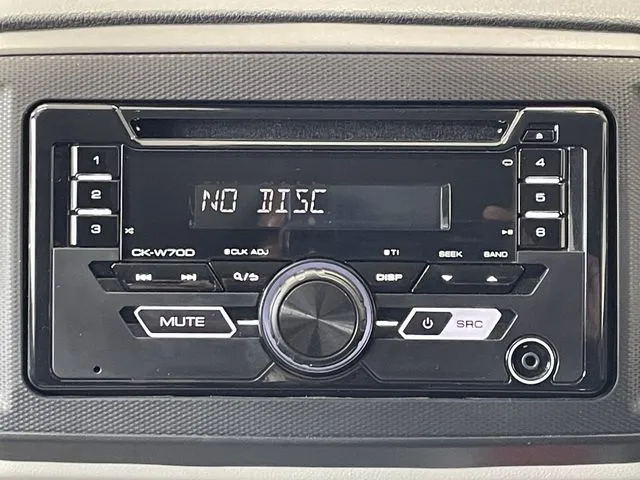 1
2
3
4
5
6
NO DISC
CK-W70D
CLK ADJ
TI
SEEK
BAND
DISP
MUTE
SRC